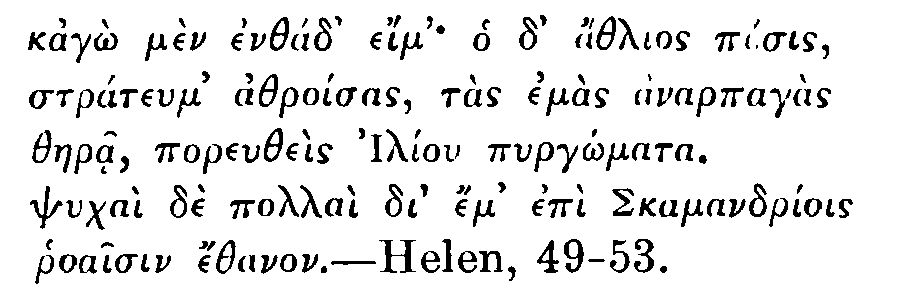 κἀγὼ μὲν ἐνθάδ' εἴμ'· ὁ δ' ἄθλιος πόσις,
στράτευμ' ἀθροίσας, τὰς ἐμὰς ἀναρπαγὰς
θηρᾷ, πορευθεὶς Ἰλίου πυργώματα.
ψυχαὶ δὲ πολλαὶ δι' ἔμ' ἐπὶ Σκαμανδρίοις
ῥοαῖσιν ἔθανον.—Helen, 49-53.